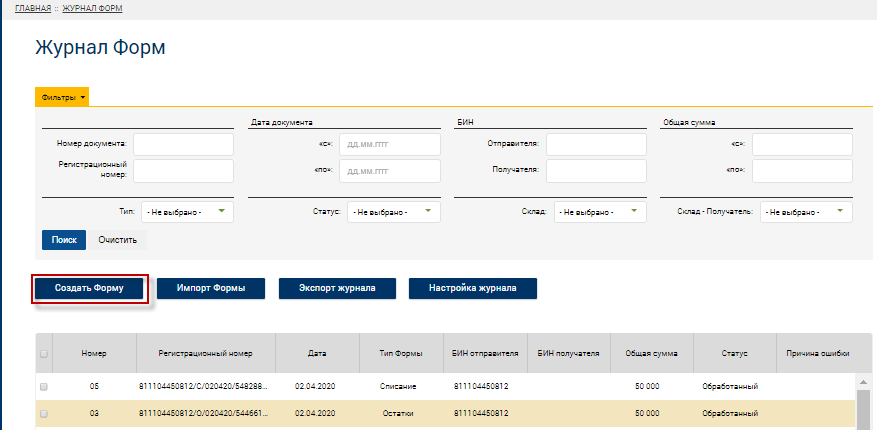 ГЛАВНАЯ :: ЖУРНАЛ ФОРМ
Журнал Форм
Фильтры
Дата документа БИН Общая сумма
Номер документа: «с»: дд.мм.гггг Отправителя: «с»:
Регистрационный номер: «по»: дд.мм.гггг Получателя: «по»:
Тип: - Не выбрано - Статус: - Не выбрано - Склад: - Не выбрано - Склад - Получатель: - Не выбрано -
Поиск Очистить
Создать Форму Импорт Формы Экспорт журнала Настройка журнала
Номер Регистрационный номер Дата Тип Формы БИН отправителя БИН получателя Общая сумма Статус Причина ошибки
05 811104450812/С/020420/548288... 02.04.2020 Списание 811104450812 50 000 Обработанный
03 811104450812/О/020420/544661... 02.04.2020 Остатки 811104450812 50 000 Обработанный